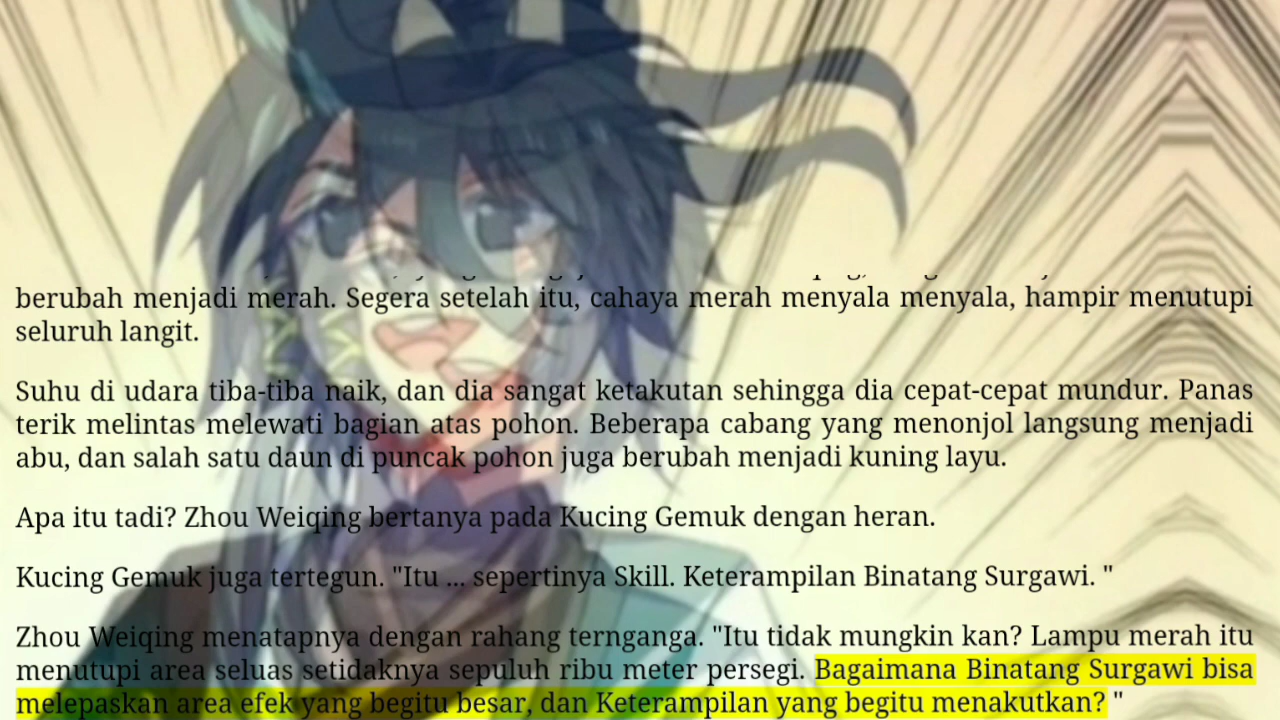 berubah menjadi merah. Segera setelah itu, cahaya merah menyala menyala, hampir menutupi
seluruh langit.
Suhu di udara tiba-tiba naik, dan dia sangat ketakutan sehingga dia cepat-cepat mundur. Panas
terik melintas melewati bagian atas pohon. Beberapa cabang yang menonjol langsung menjadi
abu, dan salah satu daun di puncak pohon juga berubah menjadi kuning layu.
Apa itu tadi? Zhou Weiqing bertanya pada Kucing Gemuk dengan heran.
Kucing Gemuk juga tertegun. "Itu ... sepertinya Skill. Keterampilan Binatang Surgawi. "
Zhou Weiqing menatapnya dengan rahang ternganga. "Itu tidak mungkin kan? Lampu merah itu
menutupi area seluas setidaknya sepuluh ribu meter persegi. Bagaimana Binatang Surgawi bisa
melepaskan area efek yang begitu besar, dan Keterampilan yang begitu menakutkan? "